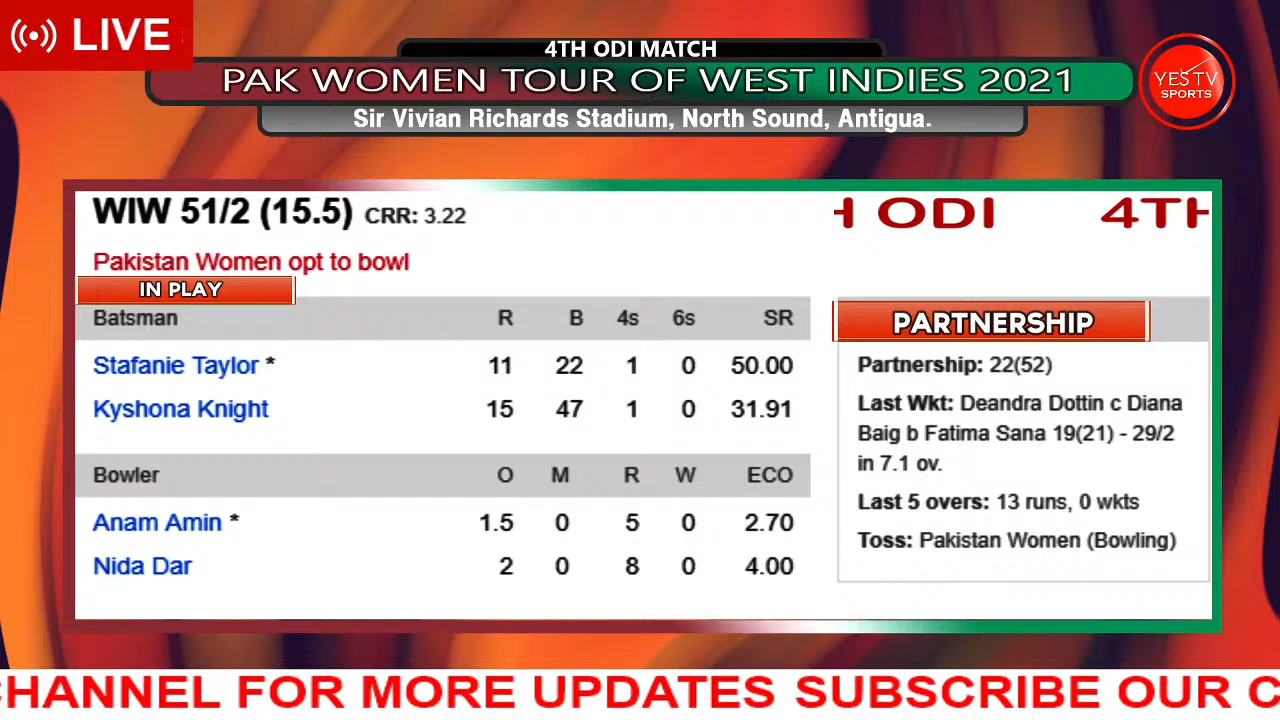 LIVE
4TH ODI MATCH
PAK WOMEN TOUR OF WEST INDIES 2021
YES TV
SPORTS
Sir Vivian Richards Stadium, North Sound, Antigua.
WIW 51/2 (15.5) CRR: 3.22
H ODI 4TH
Pakistan Women opt to bowl
IN PLAY
Batsman R B 4s 6s SR
Stafanie Taylor * 11 22 1 0 50.00
Kyshona Knight 15 47 1 0 31.91
Bowler O M R W ECO
Anam Amin * 1.5 0 5 0 2.70
Nida Dar 2 0 8 0 4.00
PARTNERSHIP
Partnership: 22(52)
Last Wkt: Deandra Dottin c Diana
Baig b Fatima Sana 19(21) - 29/2
in 7.1 ov.
Last 5 overs: 13 runs, 0 wkts
Toss: Pakistan Women (Bowling)
CHANNEL FOR MORE UPDATES SUBSCRIBE OUR C